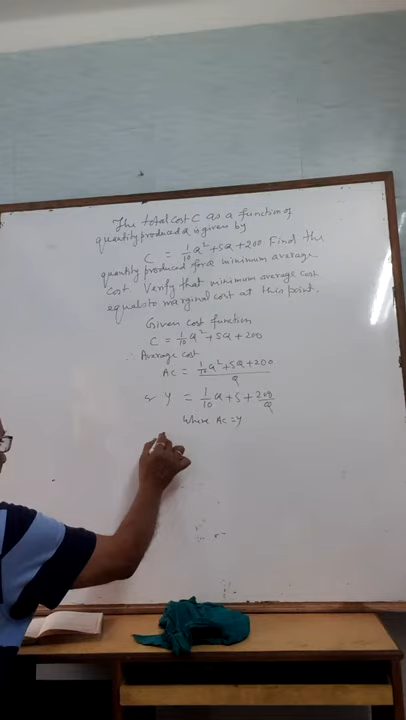 The total cost C as a function of
quantity produced Q is given by
C = 1/10 Q² + 5Q + 200 Find the
quantity produced for a minimum average
cost. Verify that minimum average cost
equals to marginal cost at this point.
Given cost function
C = 1/10 Q² + 5Q + 200
∴ Average cost
AC = (1/10 Q² + 5Q + 200)/Q
or y = 1/10 Q + 5 + 200/Q
where AC = y